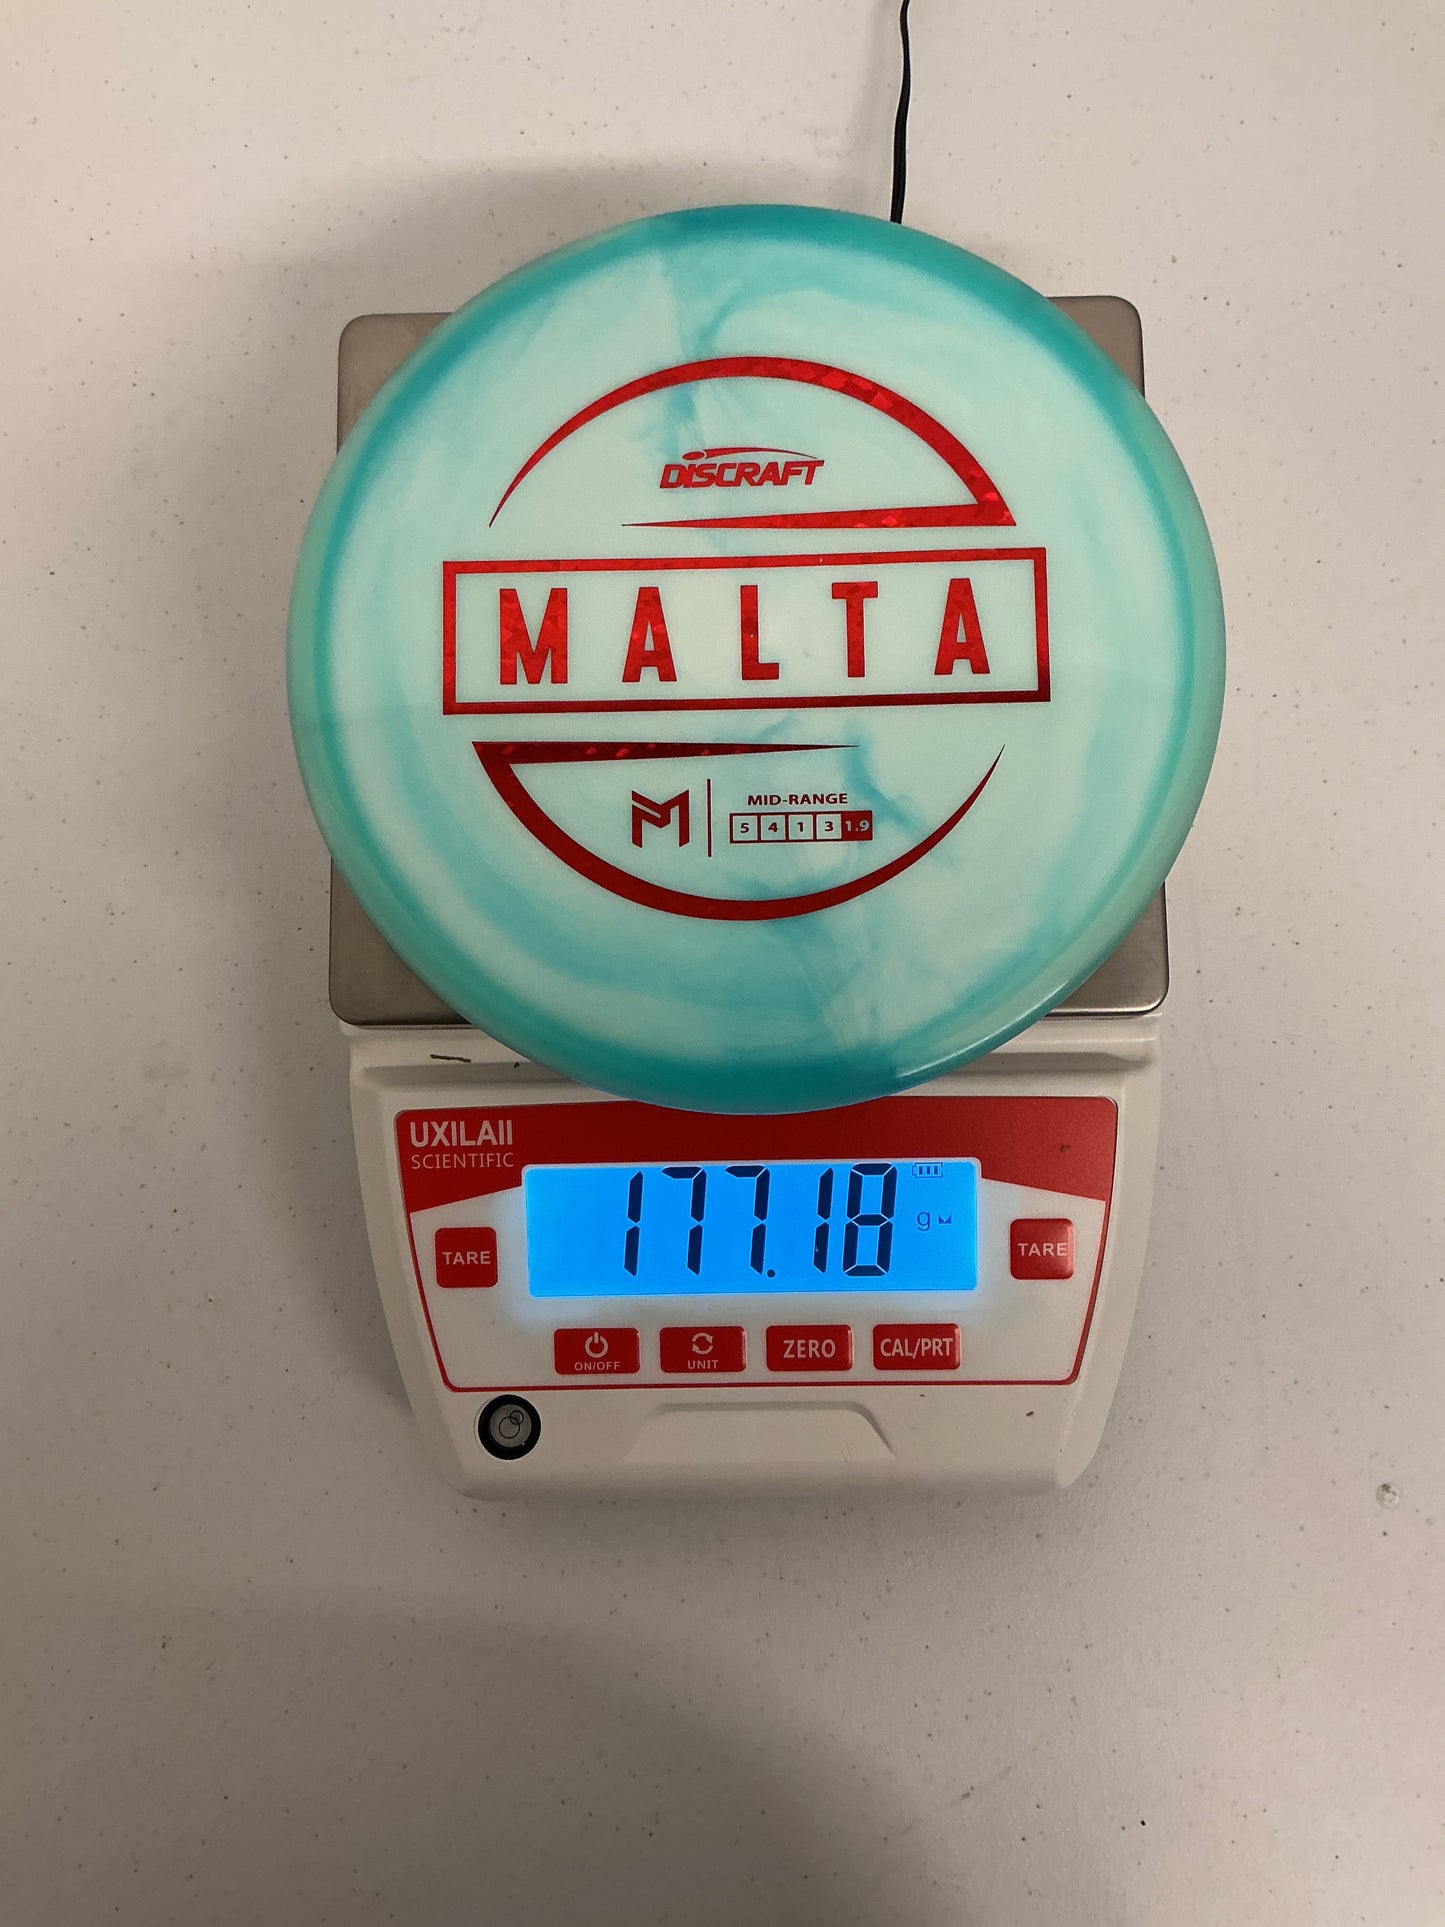 DISCRAFT
MALTA
M
MID-RANGE
5 4 1 3 1.9
UXILAII
SCIENTIFIC
177.18 g
TARE
TARE
ON/OFF UNIT ZERO CAL/PRT